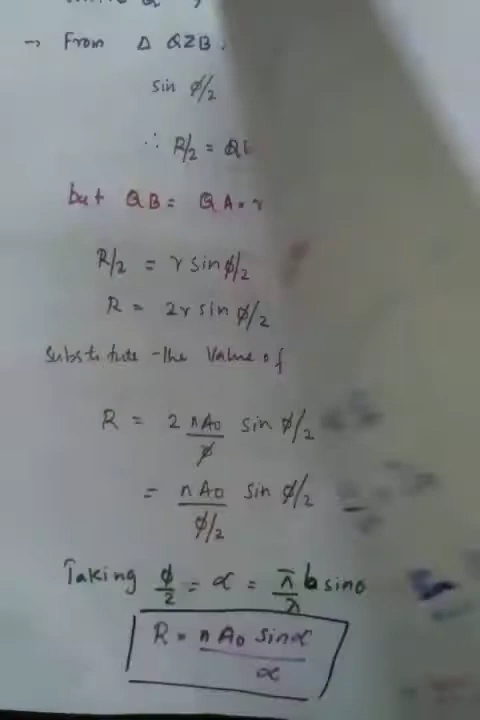 → From Δ QZB.
sin ϕ/2
∴ R/2 = Q
but QB = QA = r
R/2 = r sin ϕ/2
R = 2r sin ϕ/2
Substitute the value of
R = 2 nA₀/ϕ sin ϕ/2
= nA₀/ϕ/2 sin ϕ/2
Taking ϕ/2 = α = π/λ b sinθ
R = nA₀ sinα/α